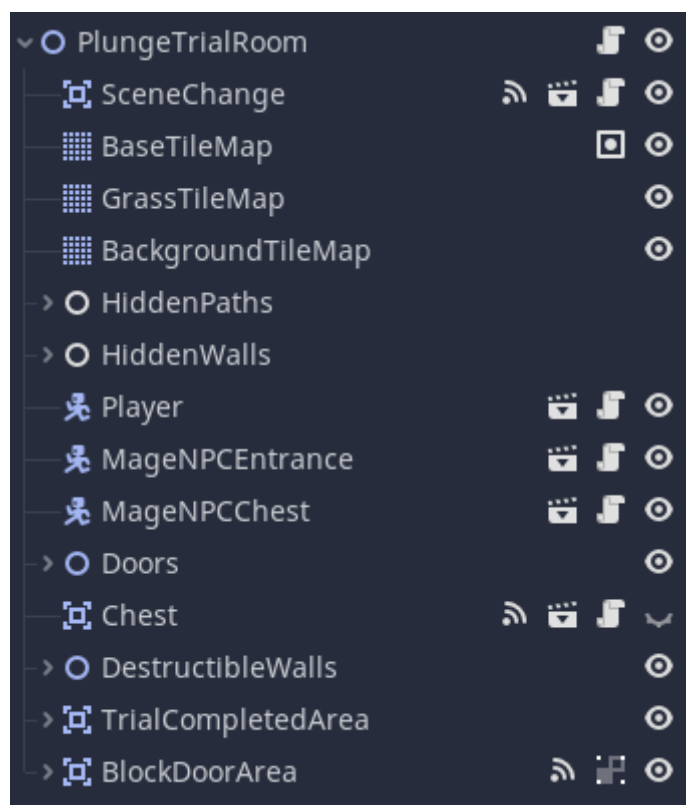 PlungeTrialRoom
SceneChange
BaseTileMap
GrassTileMap
BackgroundTileMap
HiddenPaths
HiddenWalls
Player
MageNPCEntrance
MageNPCChest
Doors
Chest
DestructibleWalls
TrialCompletedArea
BlockDoorArea